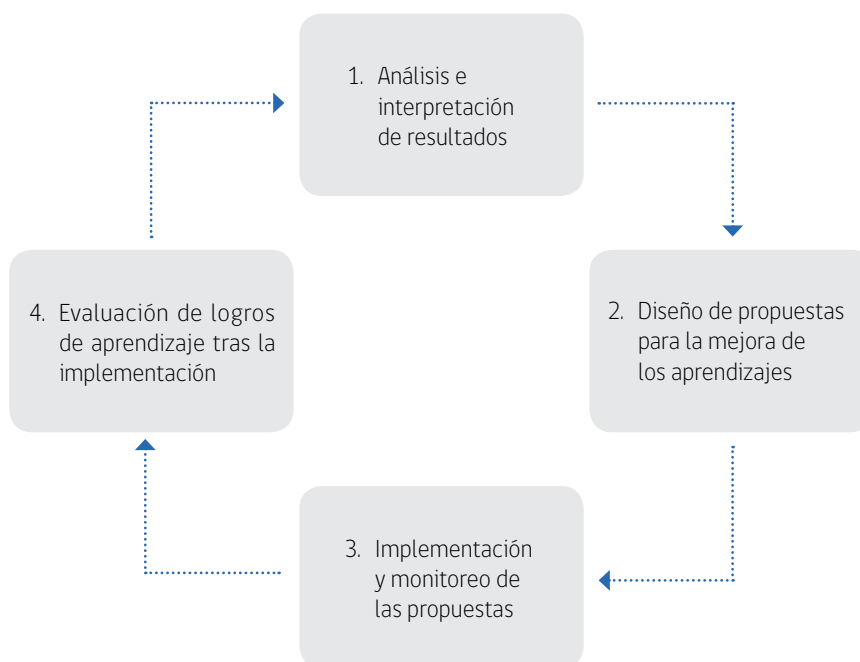 1. Análisis e
interpretación
de resultados
2. Diseño de propuestas
para la mejora de
los aprendizajes
3. Implementación
y monitoreo de
las propuestas
4. Evaluación de logros
de aprendizaje tras la
implementación